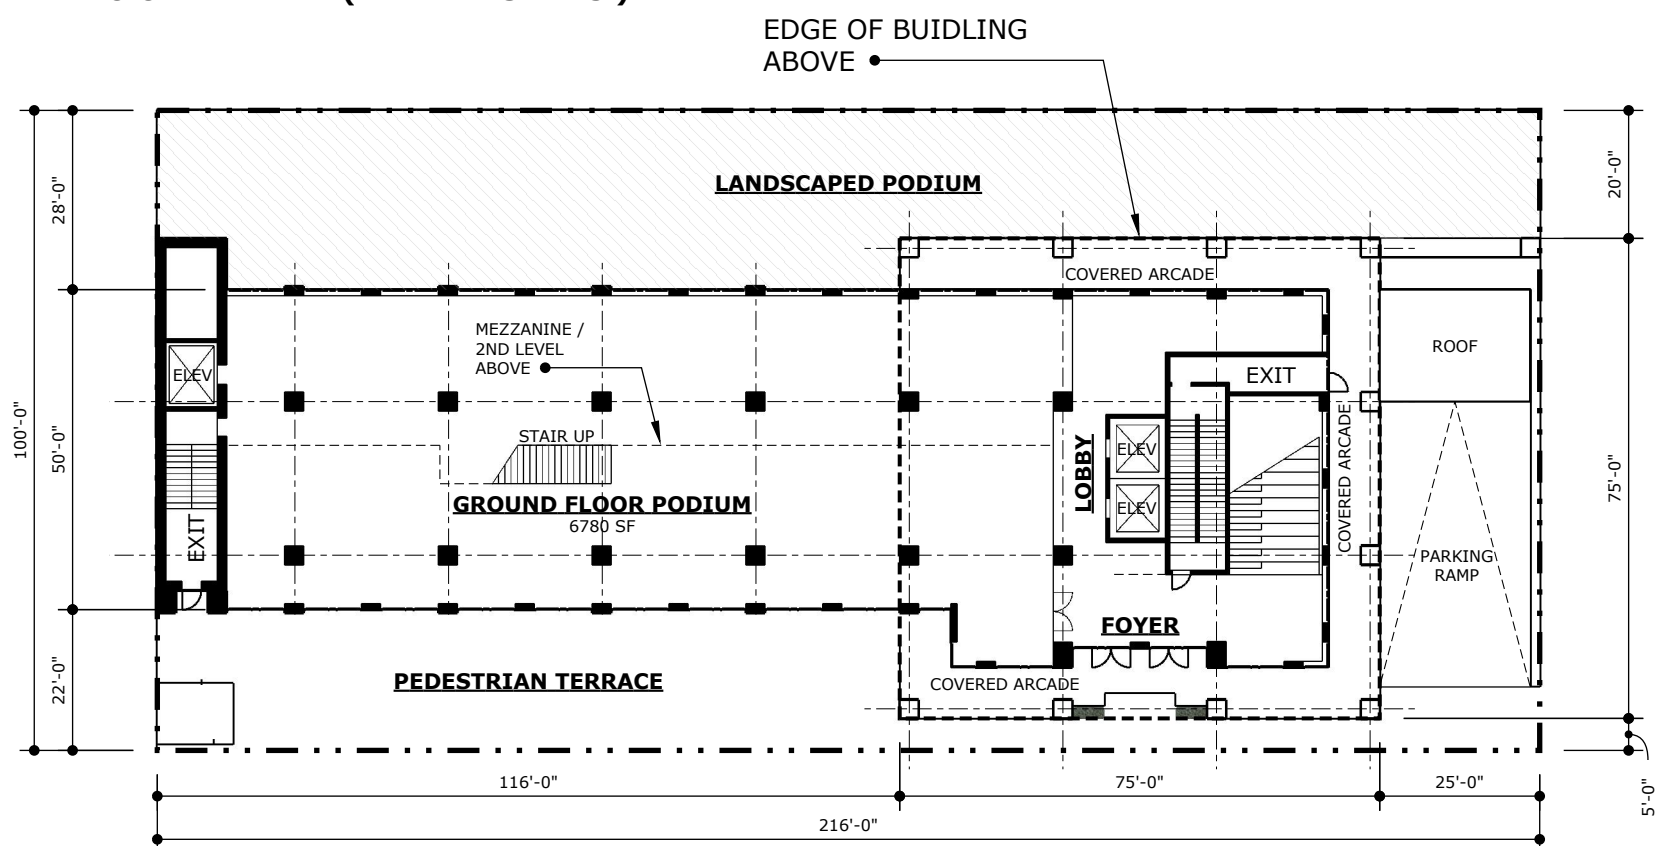 EDGE OF BUIDLING
ABOVE
28'-0"
20'-0"
LANDSCAPED PODIUM
COVERED ARCADE
MEZZANINE /
2ND LEVEL
ABOVE
ROOF
ELEV
EXIT
100'-0"
50'-0"
STAIR UP
ELEV
LOBBY
COVERED ARCADE
75'-0"
GROUND FLOOR PODIUM
6780 SF
ELEV
EXIT
PARKING
RAMP
FOYER
22'-0"
PEDESTRIAN TERRACE
COVERED ARCADE
116'-0"
75'-0"
25'-0"
5'-0"
216'-0"